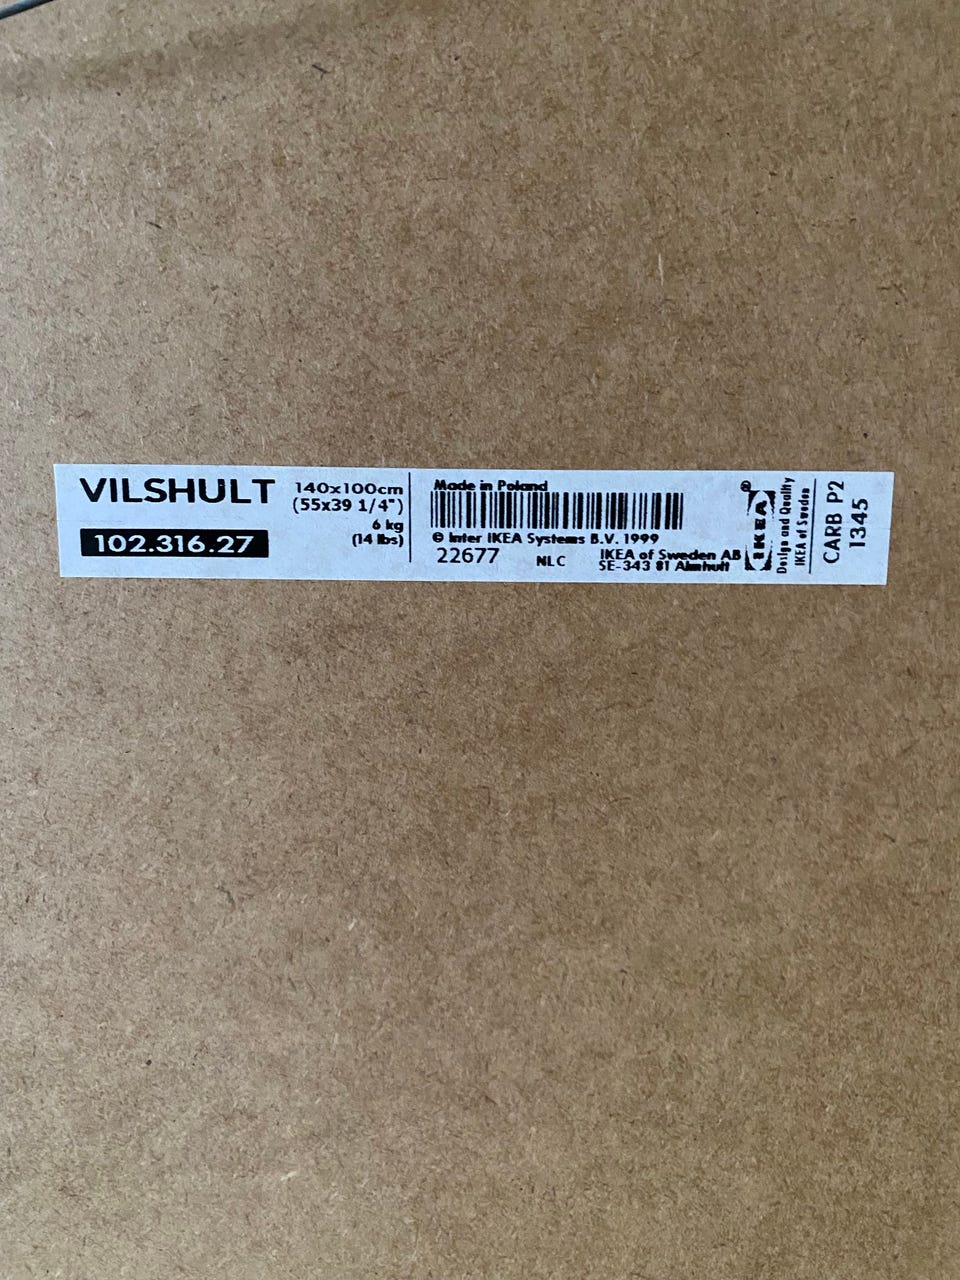 VILSHULT
102.316.27
140x100cm
(55x39 1/4")
6 kg
(14 lbs)
Made in Poland
© Inter IKEA Systems B.V. 1999
22677
NLC
IKEA of Sweden AB
SE-343 81 Älmhult
IKEA®
Design and Quality
IKEA of Sweden
CARB P2
1345